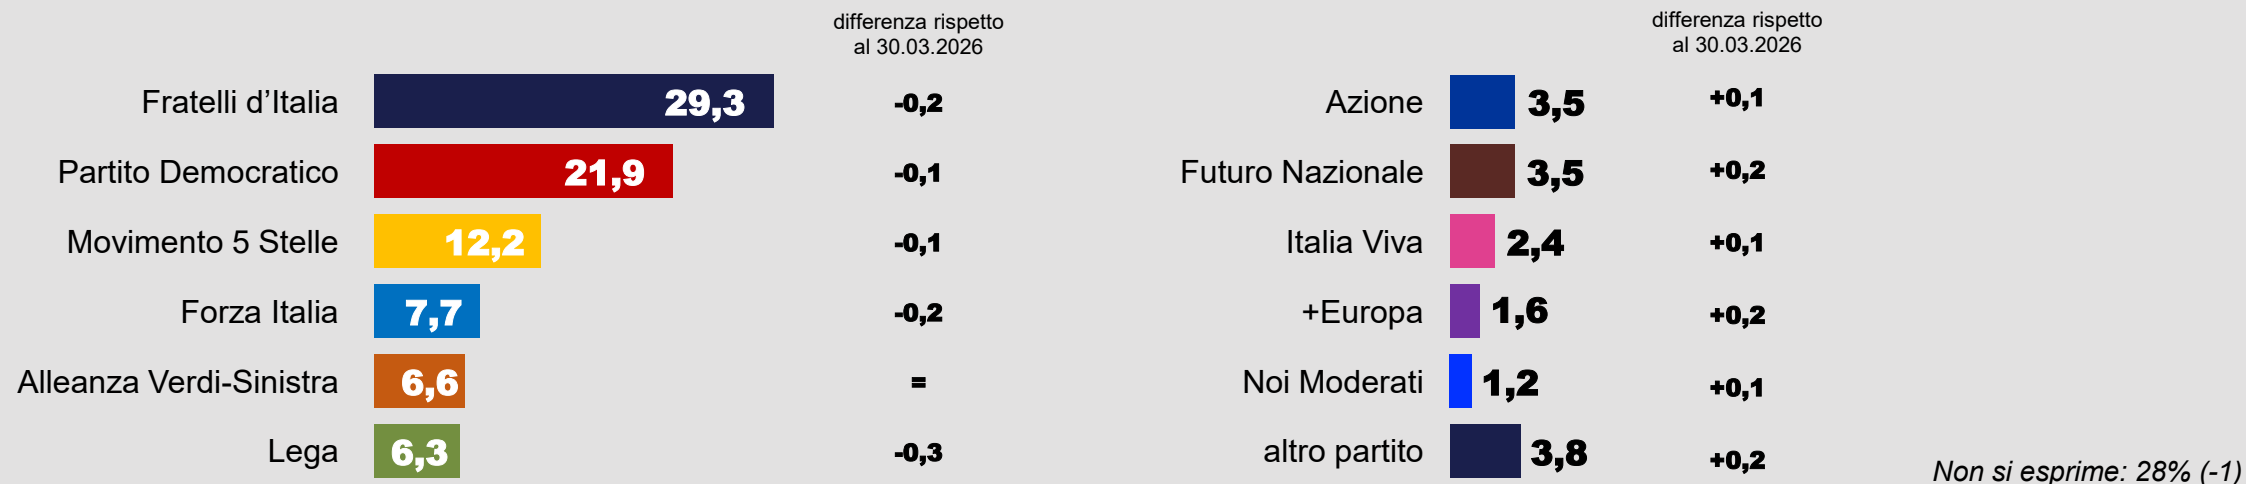 differenza rispetto
al 30.03.2026
Fratelli d’Italia 29,3 -0,2
Partito Democratico 21,9 -0,1
Movimento 5 Stelle 12,2 -0,1
Forza Italia 7,7 -0,2
Alleanza Verdi-Sinistra 6,6 =
Lega 6,3 -0,3
differenza rispetto
al 30.03.2026
Azione 3,5 +0,1
Futuro Nazionale 3,5 +0,2
Italia Viva 2,4 +0,1
+Europa 1,6 +0,2
Noi Moderati 1,2 +0,1
altro partito 3,8 +0,2
Non si esprime: 28% (-1)